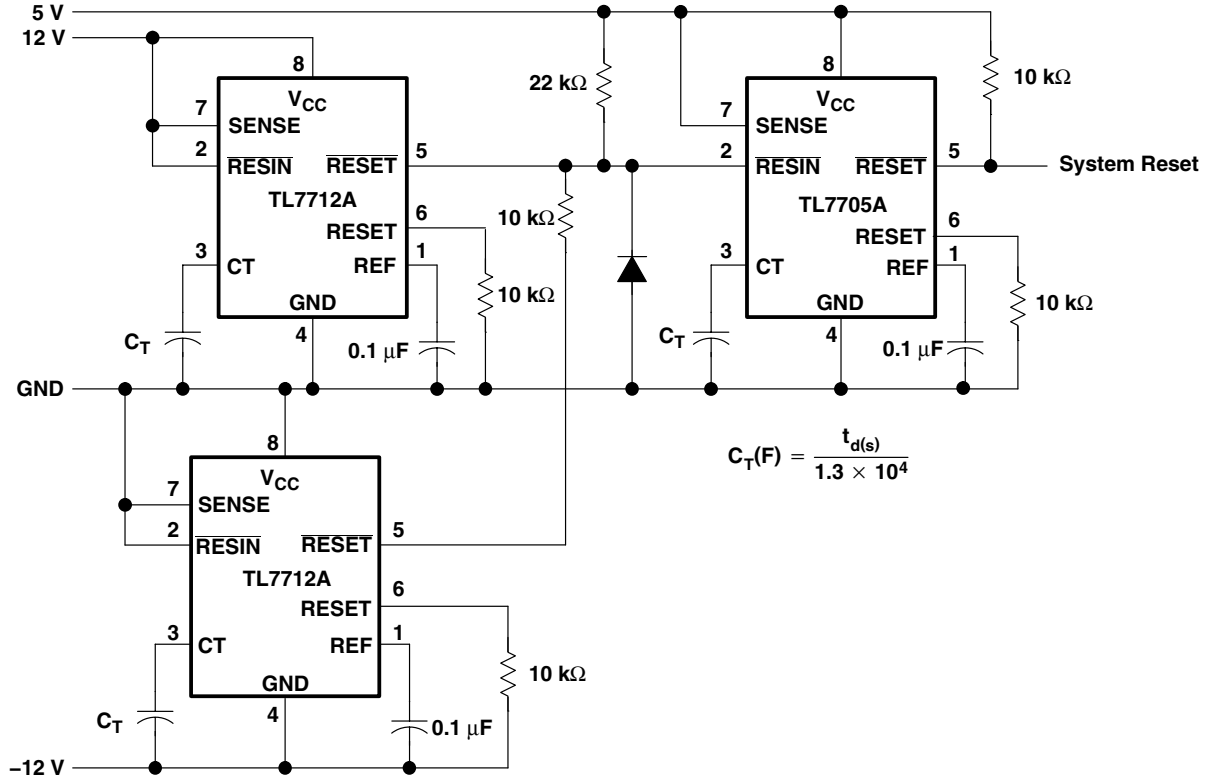 5 V
12 V
8
V_CC
7
SENSE
2
RESIN
RESET
5
TL7712A
RESET
6
3
CT
REF
1
GND
4
C_T
0.1 μF
10 kΩ
10 kΩ
22 kΩ
8
V_CC
7
SENSE
2
RESIN
RESET
5
TL7705A
RESET
6
3
CT
REF
1
GND
4
C_T
0.1 μF
10 kΩ
10 kΩ
System Reset
GND
C_T(F) = t_d(s) / 1.3 × 10⁴
8
V_CC
7
SENSE
2
RESIN
RESET
5
TL7712A
RESET
6
3
CT
REF
1
GND
4
C_T
0.1 μF
10 kΩ
−12 V